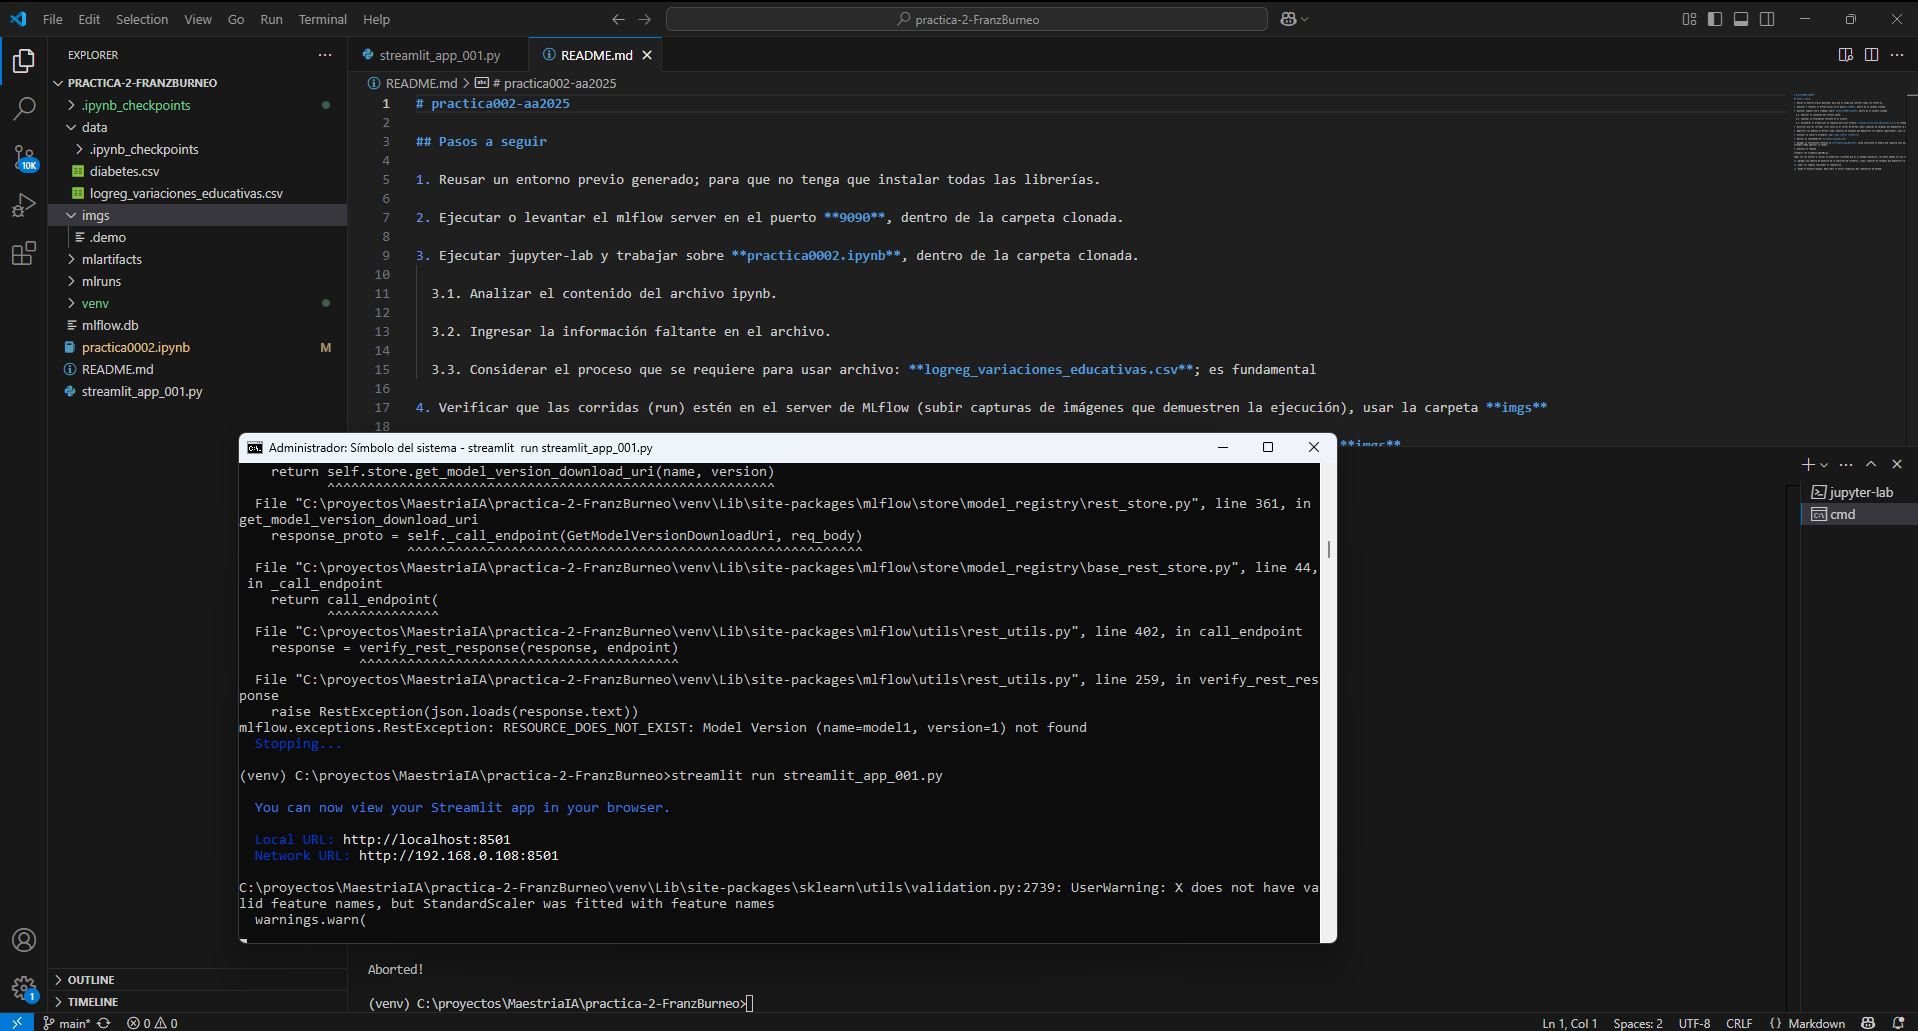 File Edit Selection View Go Run Terminal Help
practica-2-FranzBurneo
EXPLORER
PRACTICA-2-FRANZBURNEO
.ipynb_checkpoints
data
.ipynb_checkpoints
diabetes.csv
logreg_variaciones_educativas.csv
imgs
.demo
mlartifacts
mlruns
venv
mlflow.db
practica0002.ipynb M
README.md
streamlit_app_001.py
OUTLINE
TIMELINE
10K
1
streamlit_app_001.py
README.md
README.md > # practica002-aa2025
1 # practica002-aa2025
2
3 ## Pasos a seguir
4
5 1. Reusar un entorno previo generado; para que no tenga que instalar todas las librerías.
6
7 2. Ejecutar o levantar el mlflow server en el puerto **9090**, dentro de la carpeta clonada.
8
9 3. Ejecutar jupyter-lab y trabajar sobre **practica0002.ipynb**, dentro de la carpeta clonada.
10
11 3.1. Analizar el contenido del archivo ipynb.
12
13 3.2. Ingresar la información faltante en el archivo.
14
15 3.3. Considerar el proceso que se requiere para usar archivo: **logreg_variaciones_educativas.csv**; es fundamental
16
17 4. Verificar que las corridas (run) estén en el server de MLflow (subir capturas de imágenes que demuestren la ejecución), usar la carpeta **imgs**
18
**imgs**
Administrador: Símbolo del sistema - streamlit run streamlit_app_001.py
return self.store.get_model_version_download_uri(name, version)
^^^^^^^^^^^^^^^^^^^^^^^^^^^^^^^^^^^^^^^^^^^^^^^^^^^^^^^^
File "C:\proyectos\MaestriaIA\practica-2-FranzBurneo\venv\Lib\site-packages\mlflow\store\model_registry\rest_store.py", line 361, in
get_model_version_download_uri
response_proto = self._call_endpoint(GetModelVersionDownloadUri, req_body)
^^^^^^^^^^^^^^^^^^^^^^^^^^^^^^^^^^^^^^^^^^^^^^^^^^^^^^^^^
File "C:\proyectos\MaestriaIA\practica-2-FranzBurneo\venv\Lib\site-packages\mlflow\store\model_registry\base_rest_store.py", line 44,
in _call_endpoint
return call_endpoint(
^^^^^^^^^^^^^^
File "C:\proyectos\MaestriaIA\practica-2-FranzBurneo\venv\Lib\site-packages\mlflow\utils\rest_utils.py", line 402, in call_endpoint
response = verify_rest_response(response, endpoint)
^^^^^^^^^^^^^^^^^^^^^^^^^^^^^^^^^^^^^^^^
File "C:\proyectos\MaestriaIA\practica-2-FranzBurneo\venv\Lib\site-packages\mlflow\utils\rest_utils.py", line 259, in verify_rest_res
ponse
raise RestException(json.loads(response.text))
mlflow.exceptions.RestException: RESOURCE_DOES_NOT_EXIST: Model Version (name=model1, version=1) not found
Stopping...
(venv) C:\proyectos\MaestriaIA\practica-2-FranzBurneo>streamlit run streamlit_app_001.py
You can now view your Streamlit app in your browser.
Local URL: http://localhost:8501
Network URL: http://192.168.0.108:8501
C:\proyectos\MaestriaIA\practica-2-FranzBurneo\venv\Lib\site-packages\sklearn\utils\validation.py:2739: UserWarning: X does not have va
lid feature names, but StandardScaler was fitted with feature names
warnings.warn(
jupyter-lab
cmd
Aborted!
(venv) C:\proyectos\MaestriaIA\practica-2-FranzBurneo>
main* 0 0 Ln 1, Col 1 Spaces: 2 UTF-8 CRLF {} Markdown